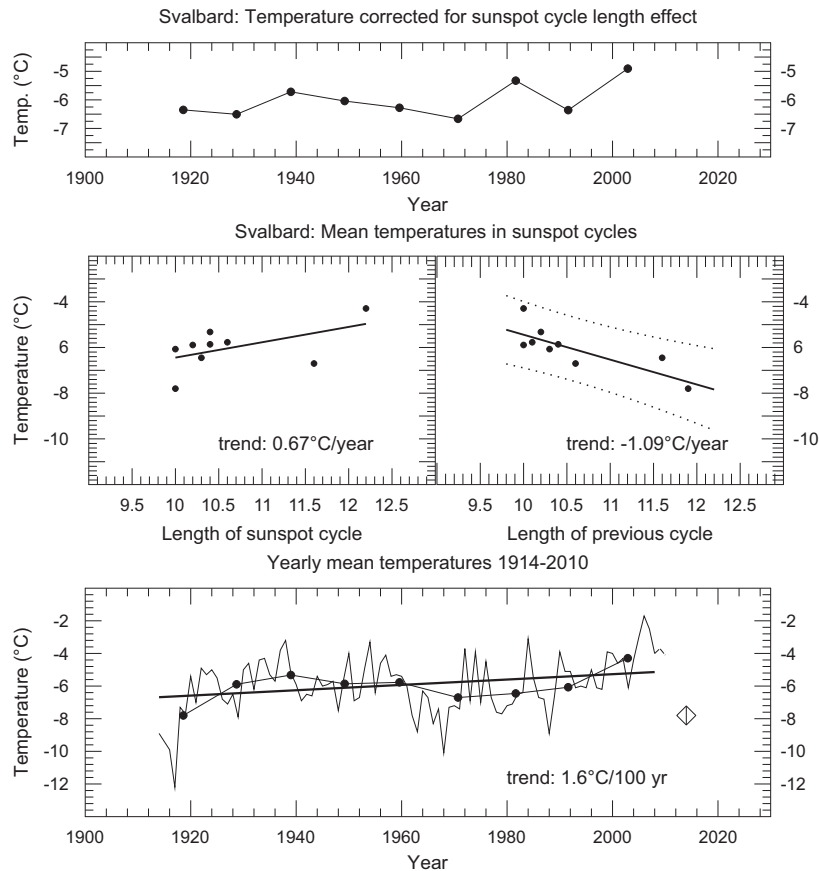 Svalbard: Temperature corrected for sunspot cycle length effect
Temp. (°C)
-5 -5
-6 -6
-7 -7
1900 1920 1940 1960 1980 2000 2020
Year
Svalbard: Mean temperatures in sunspot cycles
Temperature (°C)
-4 -4
6 6
-8 -8
-10 -10
trend: 0.67°C/year trend: -1.09°C/year
9.5 10 10.5 11 11.5 12 12.5 9.5 10 10.5 11 11.5 12 12.5
Length of sunspot cycle Length of previous cycle
Yearly mean temperatures 1914-2010
Temperature (°C)
-2 -2
-4 -4
-6 -6
-8 -8
-10 -10
-12 -12
trend: 1.6°C/100 yr
1900 1920 1940 1960 1980 2000 2020
Year